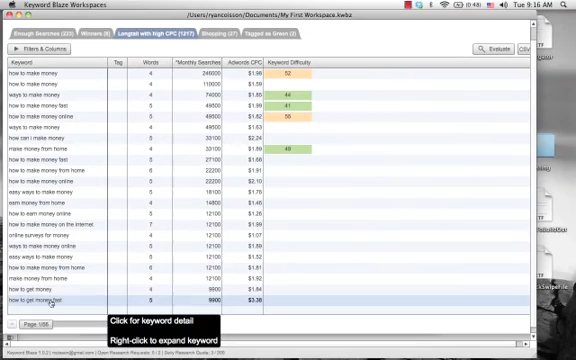 Keyword Blaze Workspaces
(0:48)
Tue 9:16 AM
/Users/ryancoisson/Documents/My First Workspace.kwbz
Enough Searches (223) Winners (8) Longtail with high CPC (1217) Shopping (27) Tagged as Green (2)
Filters & Columns Evaluate CSV
Keyword Tag Words *Monthly Searches Adwords CPC Keyword Difficulty
how to make money 4 246000 $1.98 52
how to make money 4 110000 $1.59
ways to make money 4 74000 $1.85 44
how to make money fast 5 49500 $1.99 41
how to make money online 5 49500 $1.82 55
ways to make money 4 49500 $1.63
how can i make money 5 33100 $2.24
make money from home 4 33100 $1.89 49
how to make money fast 5 27100 $1.68
how to make money from home 6 22200 $1.91
how to make money online 5 22200 $2.10
easy ways to make money 5 18100 $1.76
earn money from home 4 14800 $1.46
how to earn money online 5 12100 $1.26
how to make money on the internet 7 12100 $1.99
online surveys for money 4 12100 $1.07
ways to make money online 5 12100 $1.89
easy ways to make money 5 12100 $1.52
how to make money from home 6 12100 $1.81
make money from home 4 12100 $1.92
how to get money 4 9900 $1.84
how to get money fast 5 9900 $3.38
Page 1/56
Click for keyword detail
Right-click to expand keyword